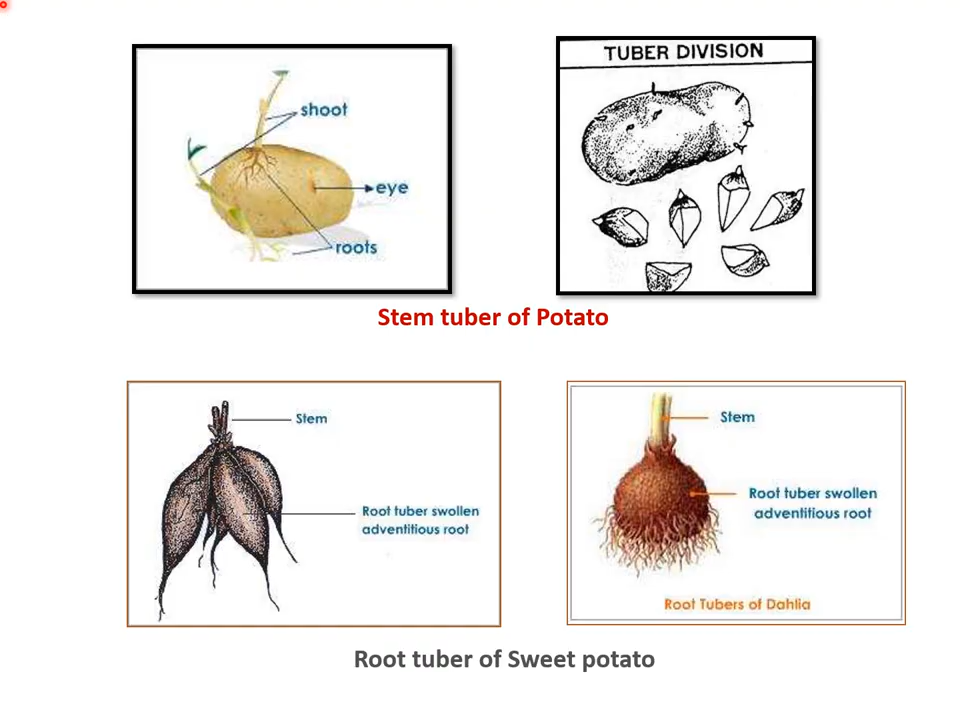 shoot
eye
roots
TUBER DIVISION
Stem tuber of Potato
Stem
Root tuber swollen
adventitious root
Stem
Root tuber swollen
adventitious root
Root Tubers of Dahlia
Root tuber of Sweet potato